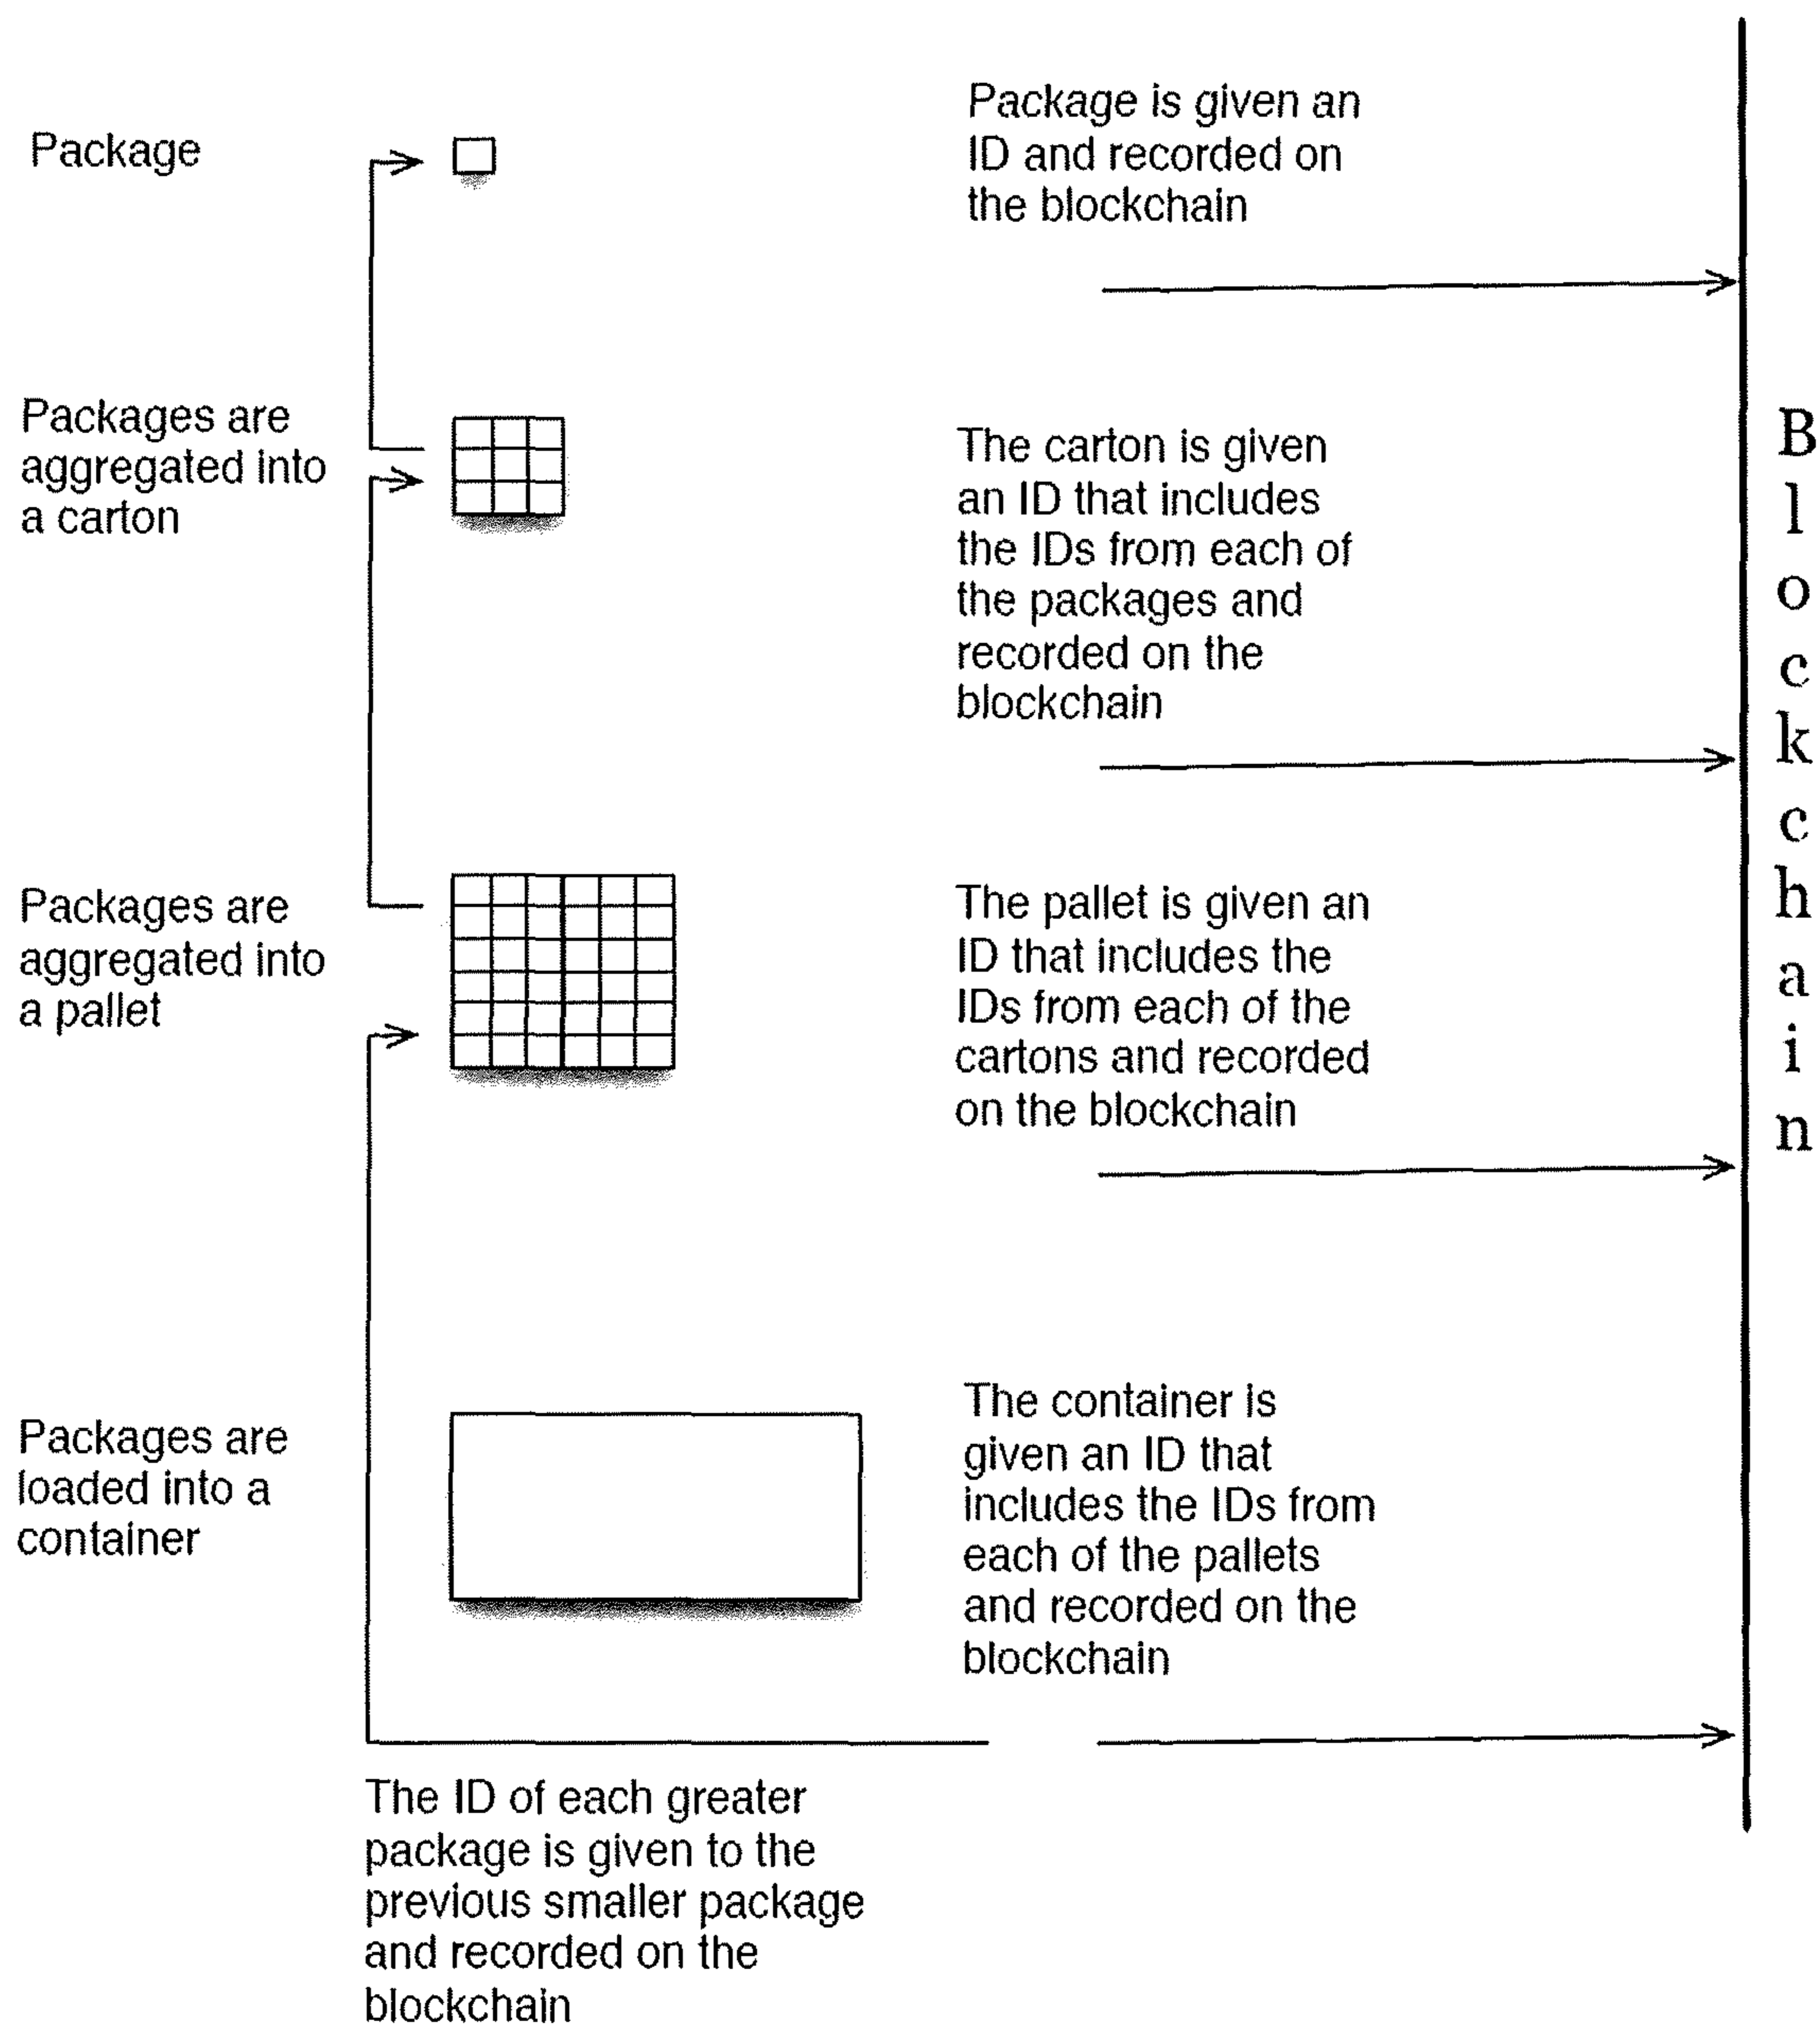 Package
Package is given an
ID and recorded on
the blockchain
Packages are
aggregated into
a carton
The carton is given
an ID that includes
the IDs from each of
the packages and
recorded on the
blockchain
Packages are
aggregated into
a pallet
The pallet is given an
ID that includes the
IDs from each of the
cartons and recorded
on the blockchain
Packages are
loaded into a
container
The container is
given an ID that
includes the IDs from
each of the pallets
and recorded on the
blockchain
The ID of each greater
package is given to the
previous smaller package
and recorded on the
blockchain
B
l
o
c
k
c
h
a
i
n